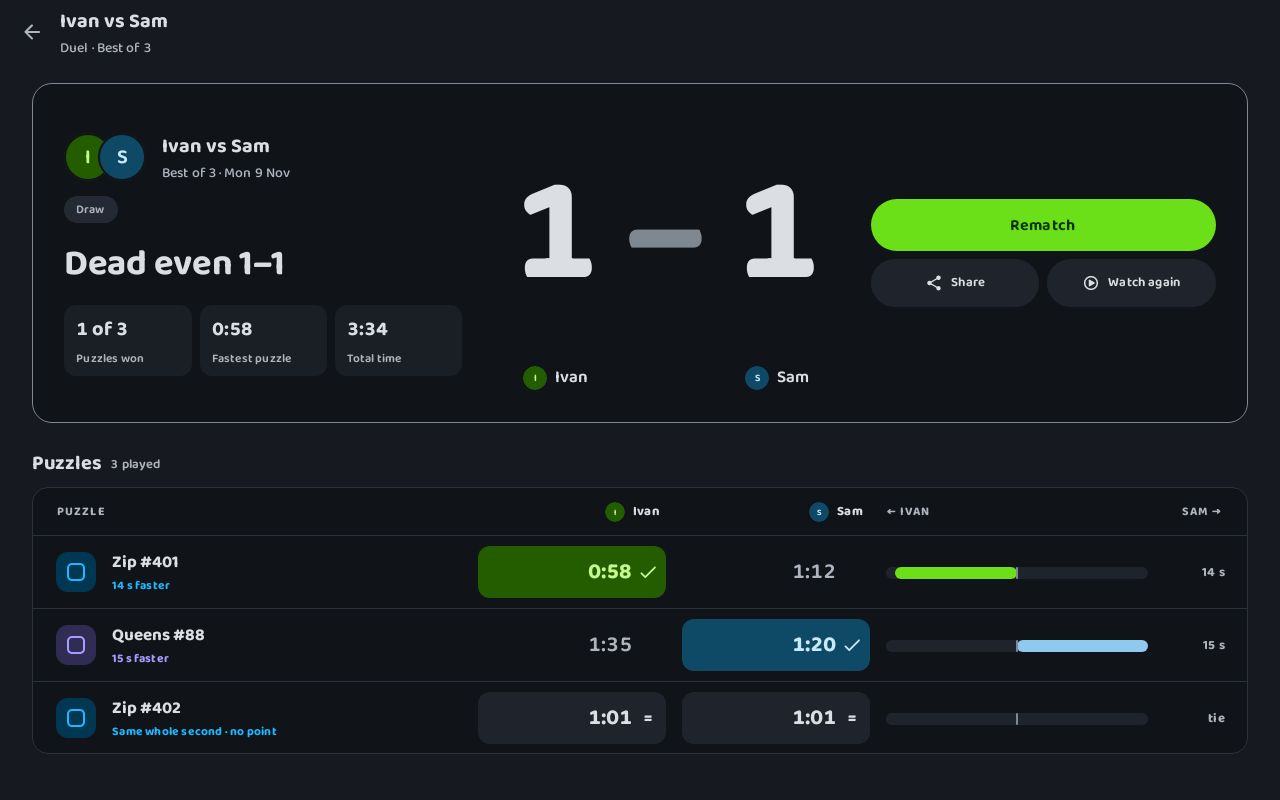 Ivan vs Sam
Duel · Best of 3
I S
Ivan vs Sam
Best of 3 · Mon 9 Nov
Draw
Dead even 1–1
1 of 3
Puzzles won
0:58
Fastest puzzle
3:34
Total time
1 – 1
I Ivan
S Sam
Rematch
Share
Watch again
Puzzles 3 played
PUZZLE I Ivan S Sam ← IVAN SAM →
Zip #401
14 s faster
0:58 1:12 14 s
Queens #88
15 s faster
1:35 1:20 15 s
Zip #402
Same whole second · no point
1:01 = 1:01 = tie